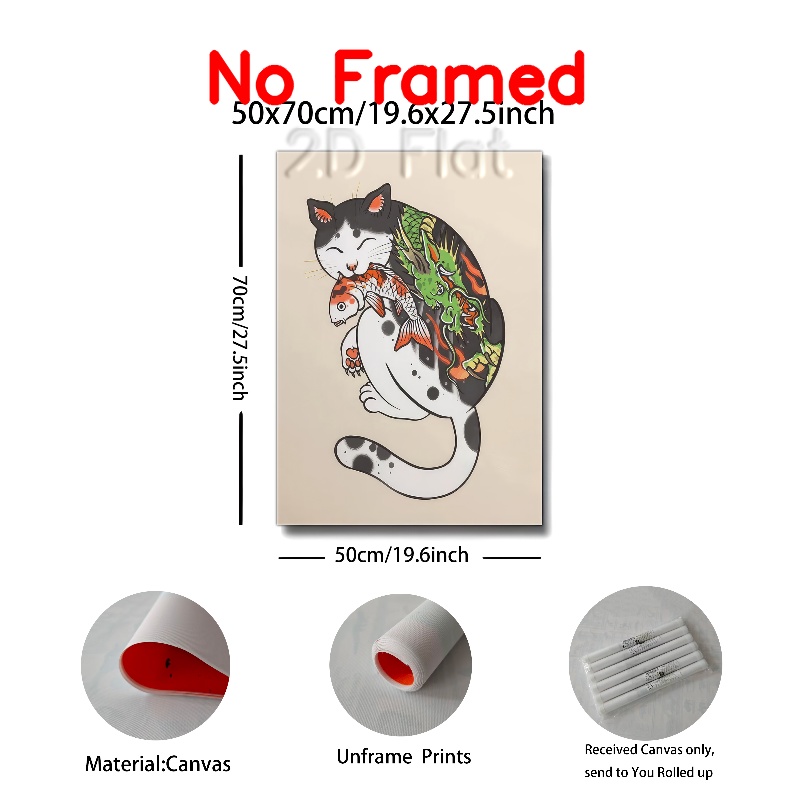 No Framed
50x70cm/19.6x27.5inch
2D Flat
70cm/27.5inch
50cm/19.6inch
Material:Canvas
Unframe Prints
Received Canvas only,
send to You Rolled up